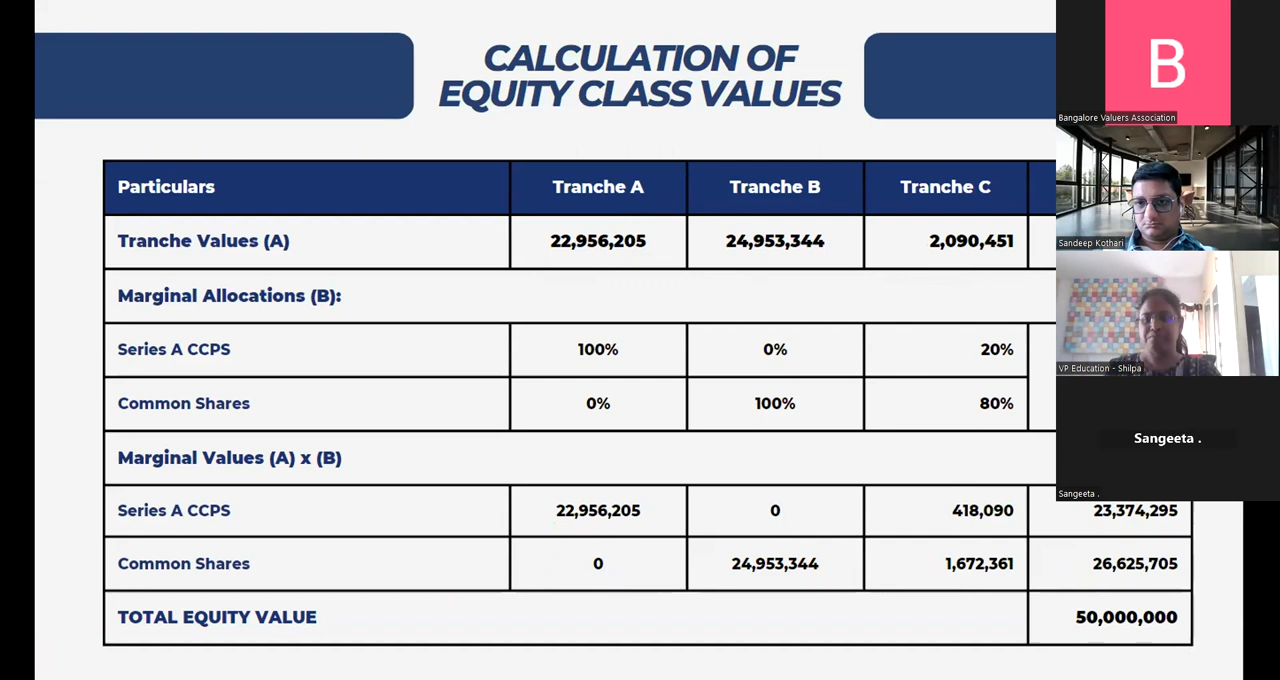 CALCULATION OF
EQUITY CLASS VALUES
Particulars Tranche A Tranche B Tranche C
Tranche Values (A) 22,956,205 24,953,344 2,090,451
Marginal Allocations (B):
Series A CCPS 100% 0% 20%
Common Shares 0% 100% 80%
Marginal Values (A) x (B)
Series A CCPS 22,956,205 0 418,090 23,374,295
Common Shares 0 24,953,344 1,672,361 26,625,705
TOTAL EQUITY VALUE 50,000,000
B
Bangalore Valuers Association
Sandeep Kothari
VP Education - Shilpa
Sangeeta .
Sangeeta .